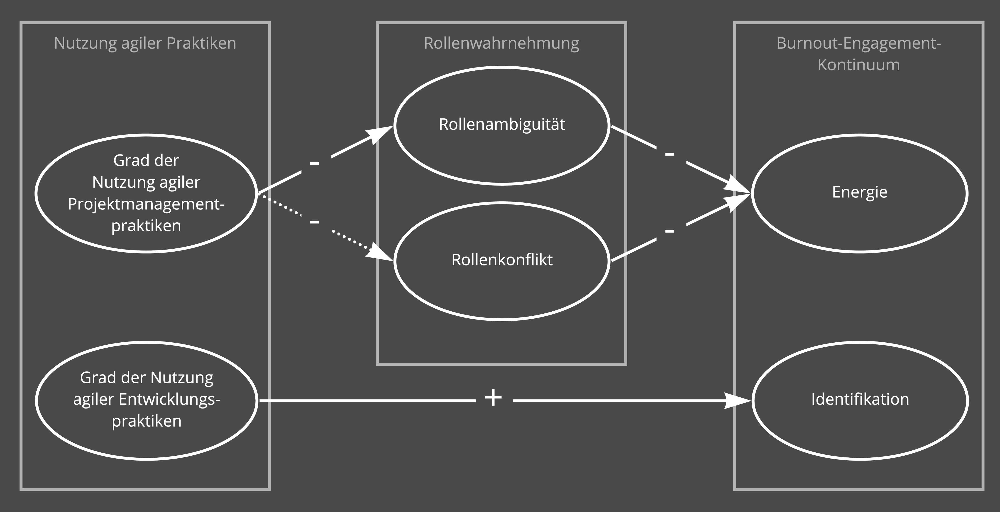 Nutzung agiler Praktiken
Grad der
Nutzung agiler
Projektmanagement-
praktiken
Grad der Nutzung
agiler Entwicklungs-
praktiken
-
-
Rollenwahrnehmung
Rollenambiguität
Rollenkonflikt
+
-
-
Burnout-Engagement-
Kontinuum
Energie
Identifikation